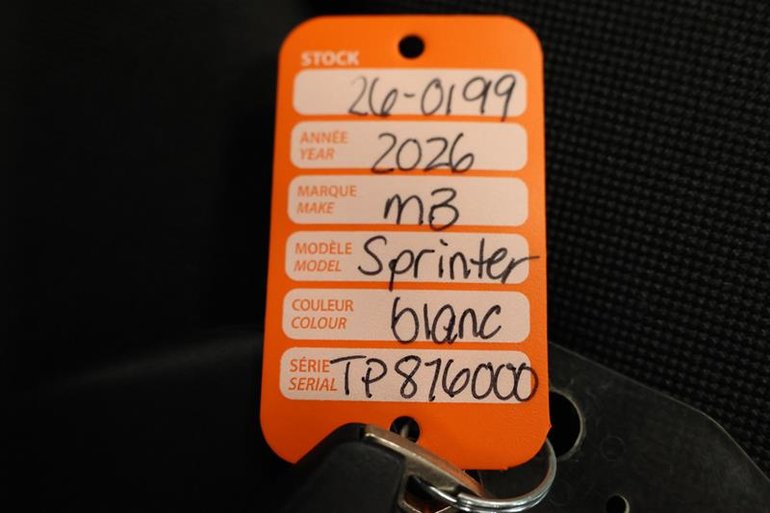 STOCK 26-0199
ANNÉE
YEAR 2026
MARQUE
MAKE mB
MODÈLE
MODEL Sprinter
COULEUR
COLOUR blanc
SÉRIE
SERIAL TP876000